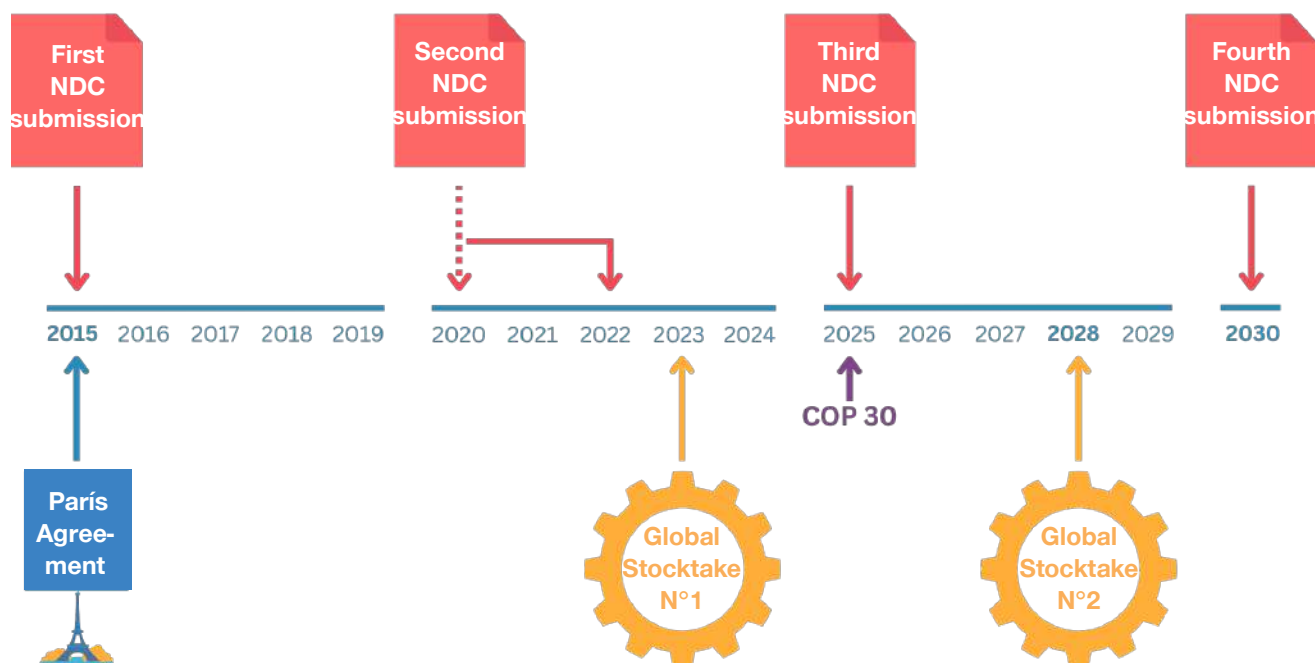 First
NDC
submission
Second
NDC
submission
Third
NDC
submission
Fourth
NDC
submission
2015 2016 2017 2018 2019 2020 2021 2022 2023 2024 2025 2026 2027 2028 2029 2030
COP 30
París
Agree-
ment
Global
Stocktake
N°1
Global
Stocktake
N°2